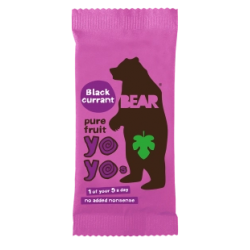 Black
currant
BEAR
pure
fruit
yo
yo®
1 of your 5 a day
no added nonsense